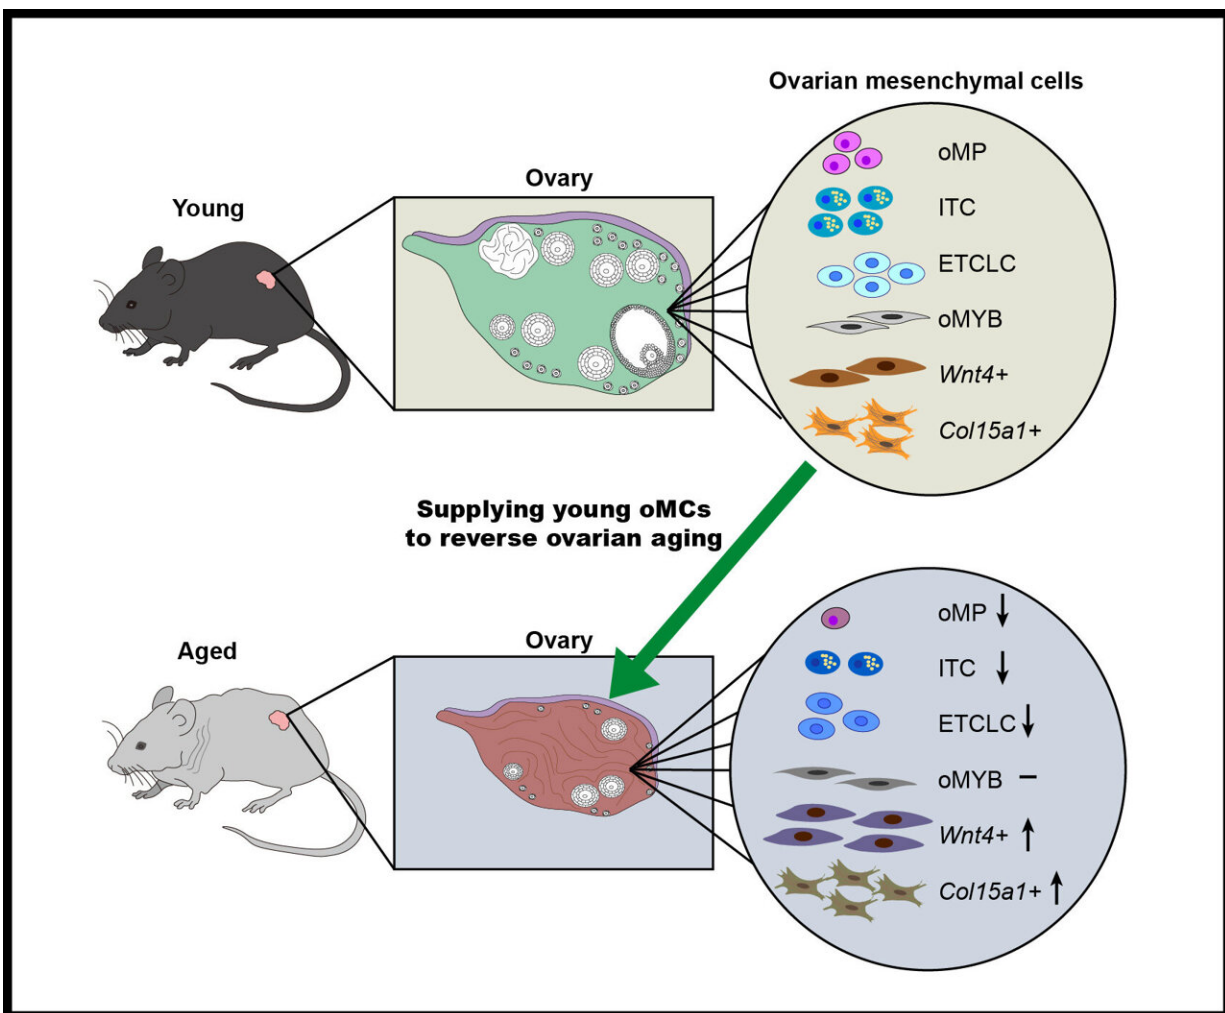 Ovarian mesenchymal cells
Young
Ovary
oMP
ITC
ETCLC
oMYB
Wnt4+
Col15a1+
Supplying young oMCs
to reverse ovarian aging
Aged
Ovary
oMP ↓
ITC ↓
ETCLC ↓
oMYB –
Wnt4+ ↑
Col15a1+ ↑